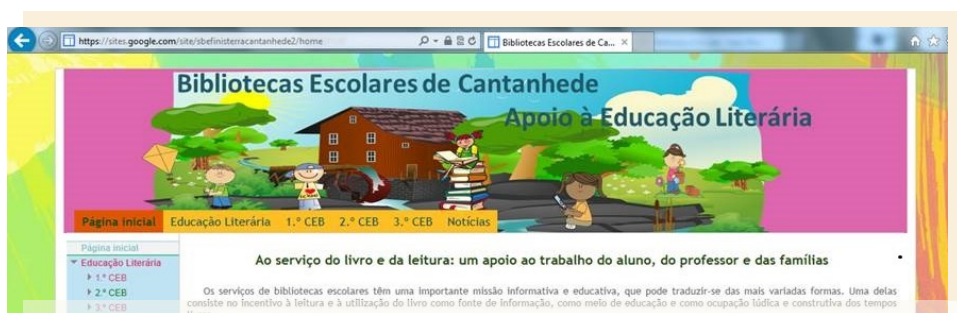 https://sites.google.com/site/sbefinisterracantanhede2/home
Bibliotecas Escolares de Ca...
Bibliotecas Escolares de Cantanhede
Apoio à Educação Literária
Página inicial Educação Literária 1.º CEB 2.º CEB 3.º CEB Notícias
Página inicial
Educação Literária
1.º CEB
2.º CEB
3.º CEB
Ao serviço do livro e da leitura: um apoio ao trabalho do aluno, do professor e das famílias
Os serviços de bibliotecas escolares têm uma importante missão informativa e educativa, que pode traduzir-se das mais variadas formas. Uma delas
consiste no incentivo à leitura e à utilização do livro como fonte de informação, como meio de educação e como ocupação lúdica e construtiva dos tempos